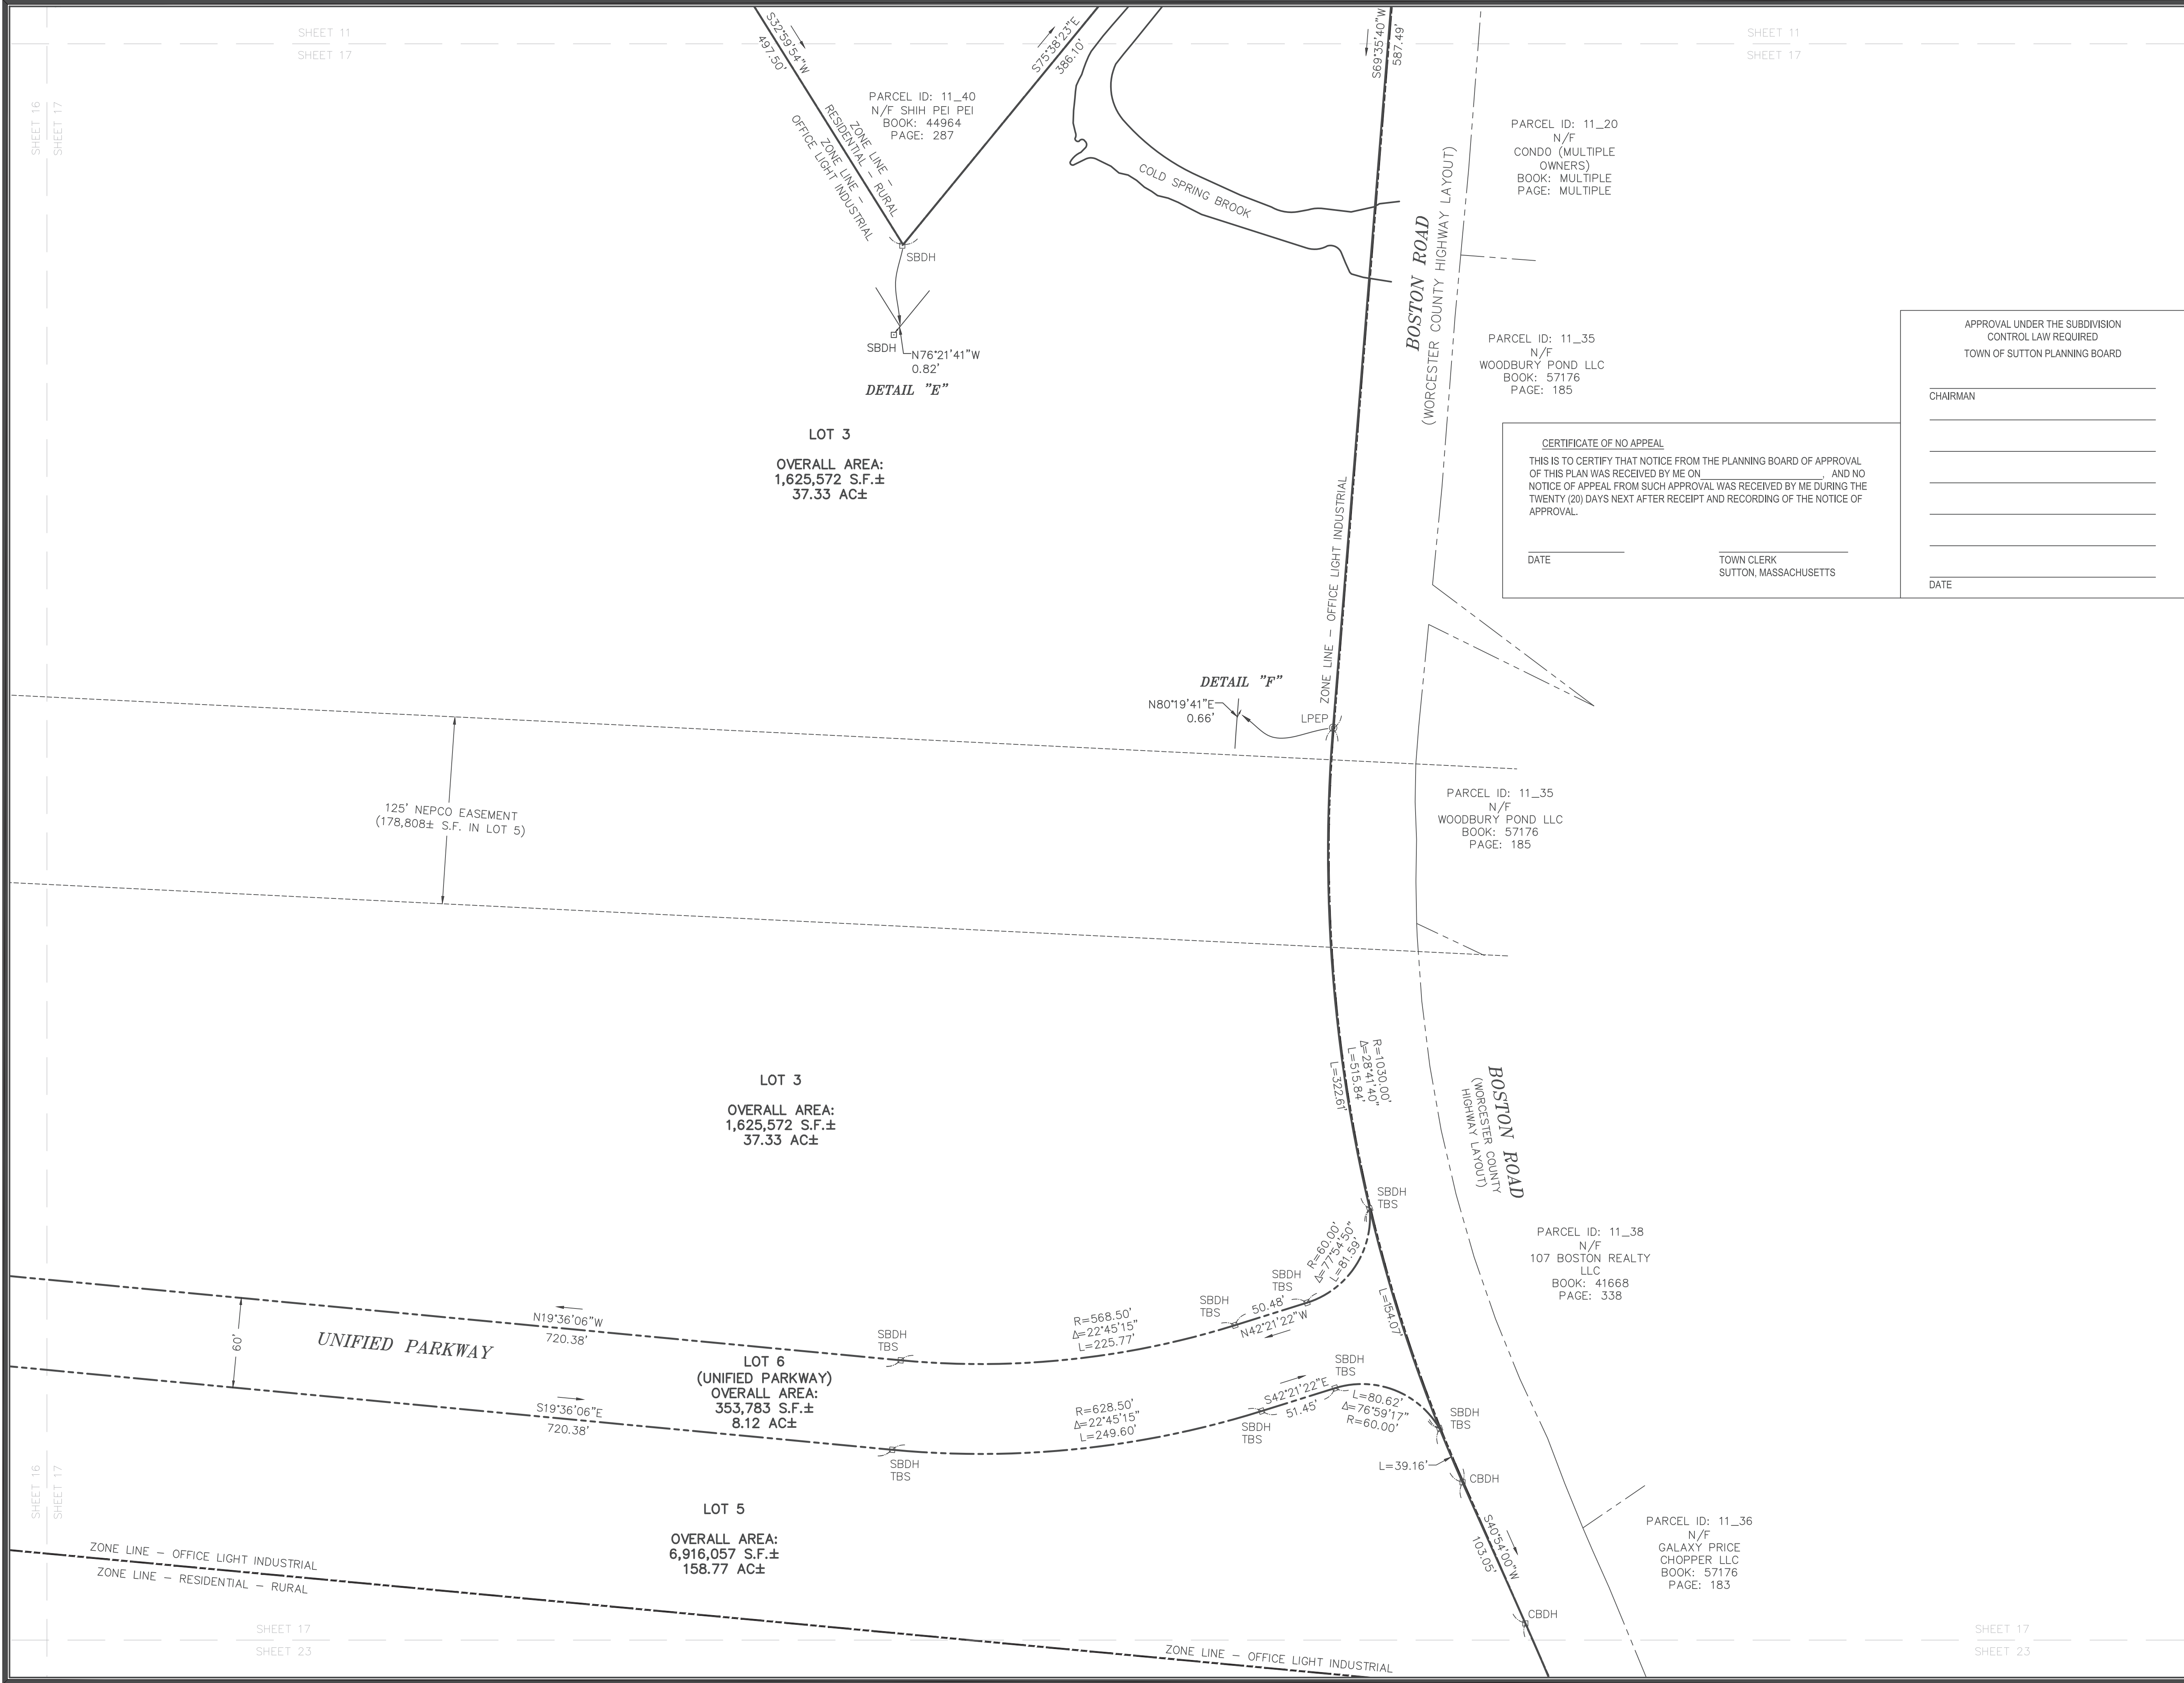 SHEET 11
SHEET 17
SHEET 11
SHEET 17
SHEET 16
SHEET 17
S32°59'54"W
497.50'
S75°38'23"E
386.10'
S69°35'40"W
587.49'
PARCEL ID: 11_40
N/F SHIH PEI PEI
BOOK: 44964
PAGE: 287
ZONE LINE -
RESIDENTIAL - RURAL
ZONE LINE -
OFFICE LIGHT INDUSTRIAL
COLD SPRING BROOK
PARCEL ID: 11_20
N/F
CONDO (MULTIPLE
OWNERS)
BOOK: MULTIPLE
PAGE: MULTIPLE
BOSTON ROAD
(WORCESTER COUNTY HIGHWAY LAYOUT)
SBDH
SBDH
N76°21'41"W
0.82'
DETAIL "E"
PARCEL ID: 11_35
N/F
WOODBURY POND LLC
BOOK: 57176
PAGE: 185
APPROVAL UNDER THE SUBDIVISION
CONTROL LAW REQUIRED
TOWN OF SUTTON PLANNING BOARD
CHAIRMAN
DATE
CERTIFICATE OF NO APPEAL
THIS IS TO CERTIFY THAT NOTICE FROM THE PLANNING BOARD OF APPROVAL
OF THIS PLAN WAS RECEIVED BY ME ON____________, AND NO
NOTICE OF APPEAL FROM SUCH APPROVAL WAS RECEIVED BY ME DURING THE
TWENTY (20) DAYS NEXT AFTER RECEIPT AND RECORDING OF THE NOTICE OF
APPROVAL.
DATE
TOWN CLERK
SUTTON, MASSACHUSETTS
LOT 3
OVERALL AREA:
1,625,572 S.F.±
37.33 AC±
ZONE LINE - OFFICE LIGHT INDUSTRIAL
DETAIL "F"
N80°19'41"E
0.66'
LPEP
125' NEPCO EASEMENT
(178,808± S.F. IN LOT 5)
PARCEL ID: 11_35
N/F
WOODBURY POND LLC
BOOK: 57176
PAGE: 185
R=1030.00'
Δ=28°41'40"
L=515.84'
L=322.61'
BOSTON ROAD
(WORCESTER COUNTY
HIGHWAY LAYOUT)
LOT 3
OVERALL AREA:
1,625,572 S.F.±
37.33 AC±
SBDH
TBS
R=60.00'
Δ=77°54'50"
L=81.59'
PARCEL ID: 11_38
N/F
107 BOSTON REALTY
LLC
BOOK: 41668
PAGE: 338
SBDH
TBS
SBDH
TBS
50.48'
N42°21'22"W
L=154.07'
R=568.50'
Δ=22°45'15"
L=225.77'
N19°36'06"W
720.38'
SBDH
TBS
60'
UNIFIED PARKWAY
LOT 6
(UNIFIED PARKWAY)
OVERALL AREA:
353,783 S.F.±
8.12 AC±
S19°36'06"E
720.38'
SBDH
TBS
R=628.50'
Δ=22°45'15"
L=249.60'
S42°21'22"E
51.45'
SBDH
TBS
SBDH
TBS
L=80.62'
Δ=76°59'17"
R=60.00'
SBDH
TBS
L=39.16'
CBDH
S40°54'00"W
103.05'
CBDH
SHEET 16
SHEET 17
LOT 5
OVERALL AREA:
6,916,057 S.F.±
158.77 AC±
PARCEL ID: 11_36
N/F
GALAXY PRICE
CHOPPER LLC
BOOK: 57176
PAGE: 183
ZONE LINE - OFFICE LIGHT INDUSTRIAL
ZONE LINE - RESIDENTIAL - RURAL
SHEET 17
SHEET 23
ZONE LINE - OFFICE LIGHT INDUSTRIAL
SHEET 17
SHEET 23